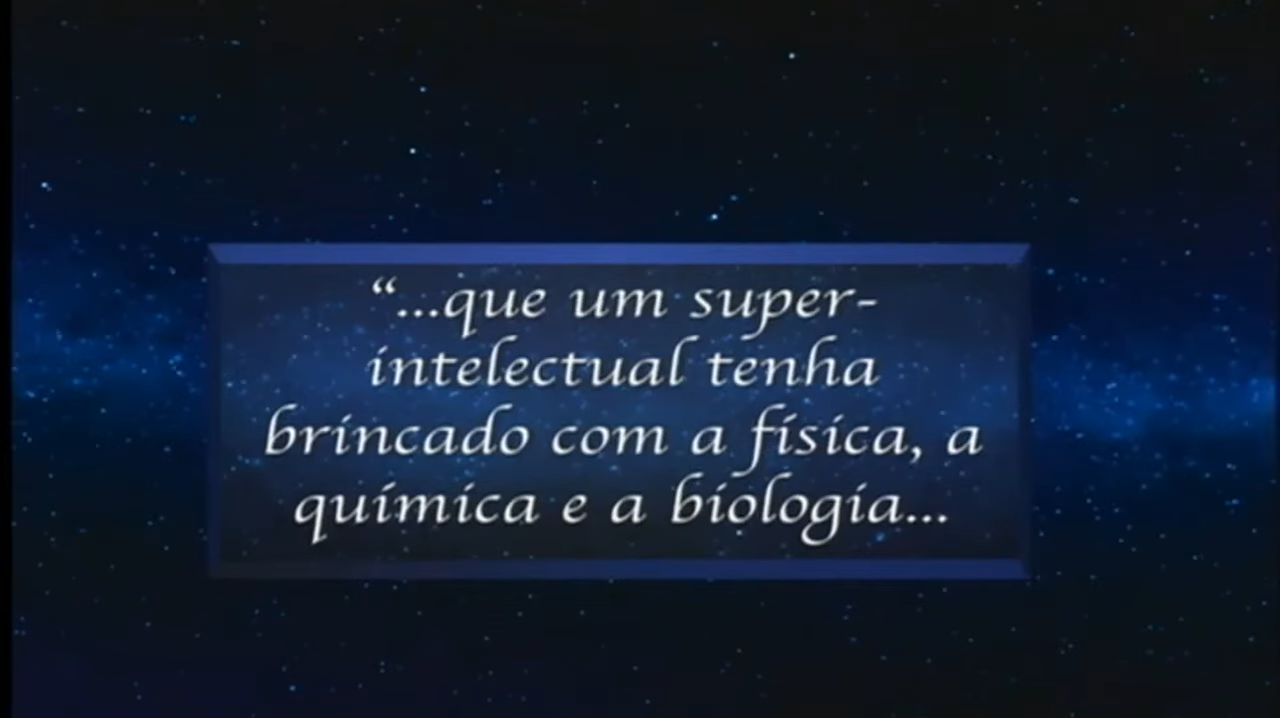 “...que um super-
intelectual tenha
brincado com a física, a
química e a biologia...